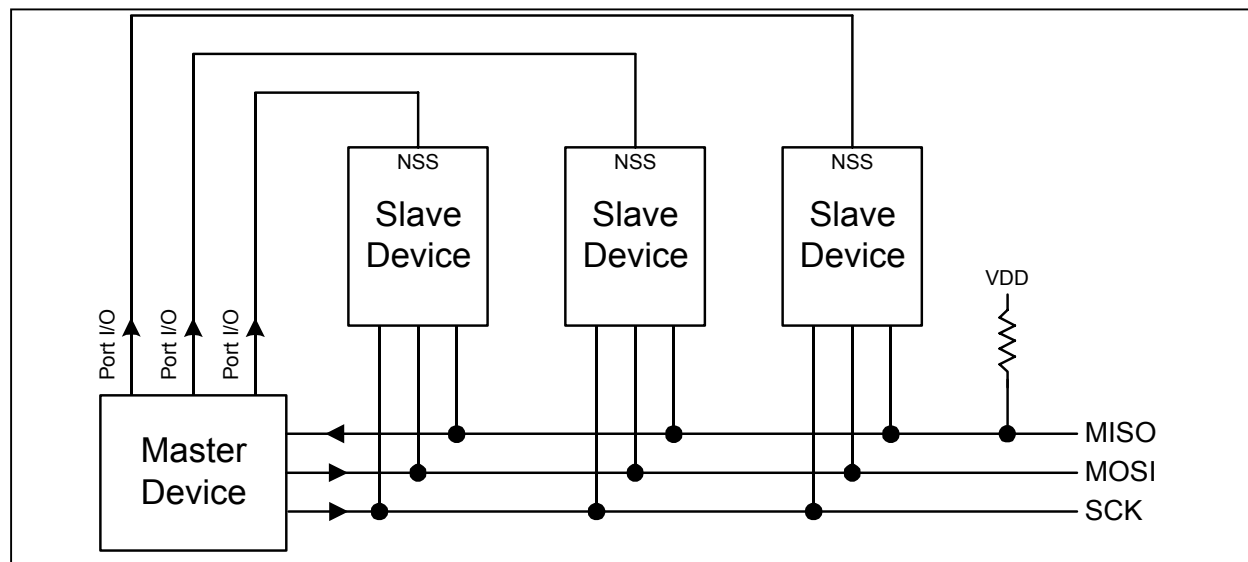 NSS
Slave
Device
NSS
Slave
Device
NSS
Slave
Device
VDD
Port I/O
Port I/O
Port I/O
Master
Device
MISO
MOSI
SCK